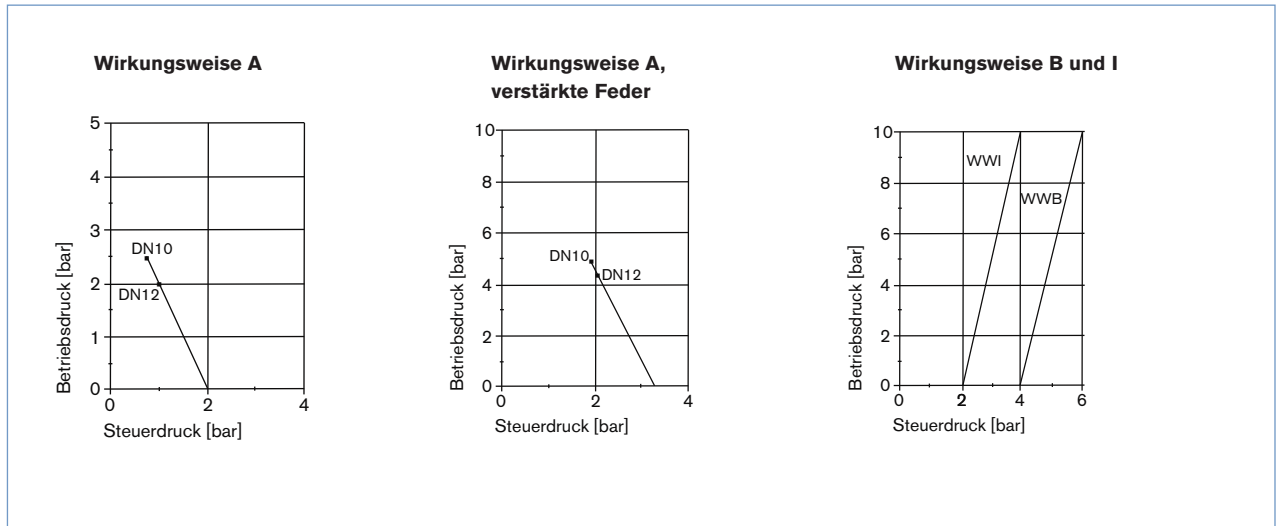 Wirkungsweise A
5
4
3
2
1
0
DN10
DN12
0
2
4
Betriebsdruck [bar]
Steuerdruck [bar]
Wirkungsweise A,
verstärkte Feder
10
8
6
4
2
0
DN10
DN12
0
2
4
Betriebsdruck [bar]
Steuerdruck [bar]
Wirkungsweise B und I
10
8
6
4
2
0
WWI
WWB
0
2
4
6
Betriebsdruck [bar]
Steuerdruck [bar]